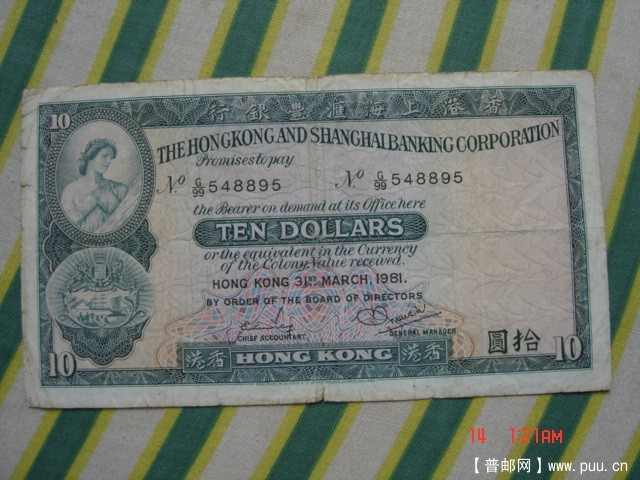 行銀豐滙海上港香
10
THE HONGKONG AND SHANGHAI BANKING CORPORATION
Promises to pay
No G/99 548895 No G/99 548895
the Bearer on demand at its Office here
TEN DOLLARS
or the equivalent in the Currency
of the Colony, Value received.
HONG KONG 31ST MARCH, 1981.
BY ORDER OF THE BOARD OF DIRECTORS
CHIEF ACCOUNTANT. GENERAL MANAGER
圓拾
10 港香 HONG KONG 港香 10
14 1:21AM
【普邮网】www.puu.cn